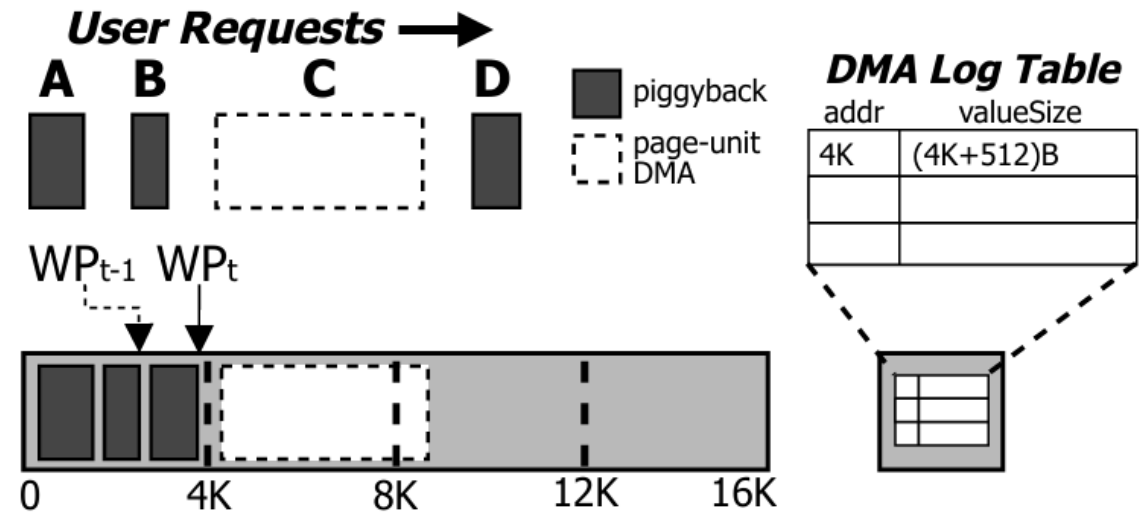 User Requests
A B C D
piggyback
page-unit
DMA
DMA Log Table
addr valueSize
4K (4K+512)B
WPt-1 WPt
0 4K 8K 12K 16K